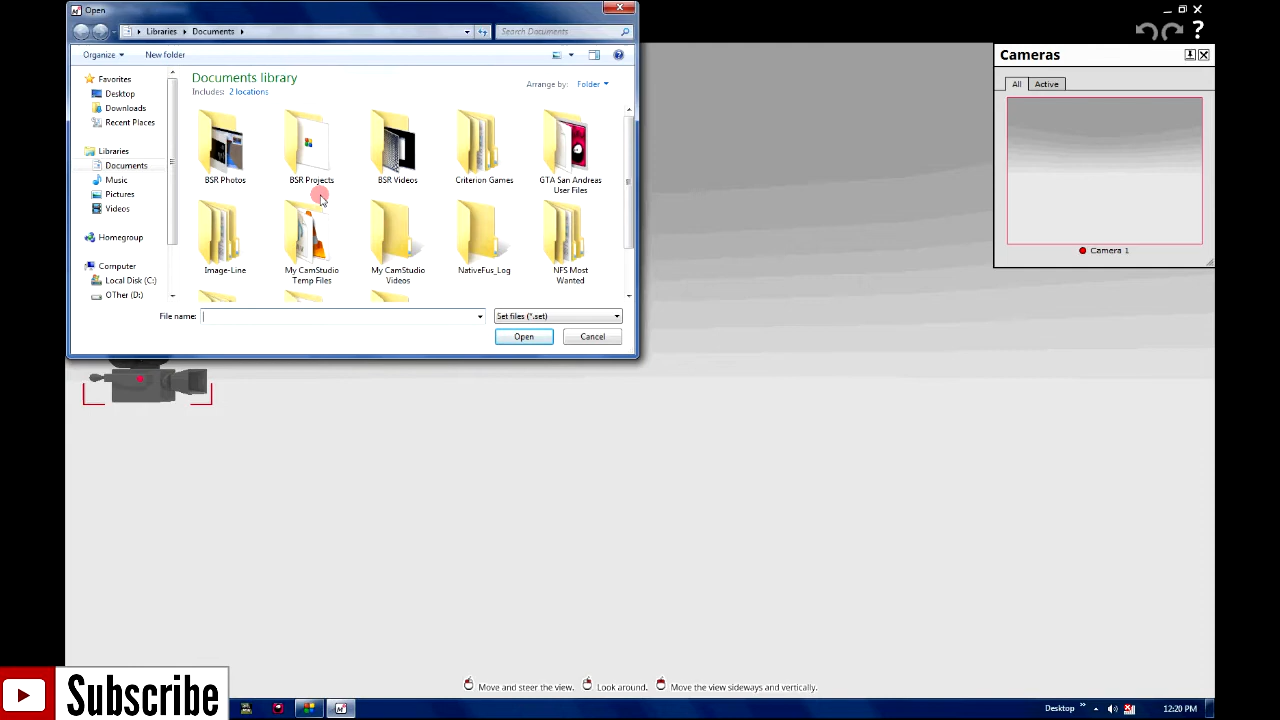 Open
Libraries
Documents
Search Documents
Organize
New folder
Favorites
Desktop
Downloads
Recent Places
Libraries
Documents
Music
Pictures
Videos
Homegroup
Computer
Local Disk (C:)
OTher (D:)
Documents library
Includes: 2 locations
Arrange by: Folder
BSR Photos
BSR Projects
BSR Videos
Criterion Games
GTA San Andreas
User Files
Image-Line
My CamStudio
Temp Files
My CamStudio
Videos
NativeFus_Log
NFS Most
Wanted
File name:
Set files (*.set)
Open
Cancel
?
Cameras
All
Active
Camera 1
Move and steer the view.
Look around.
Move the view sideways and vertically.
Subscribe
Desktop
12:20 PM